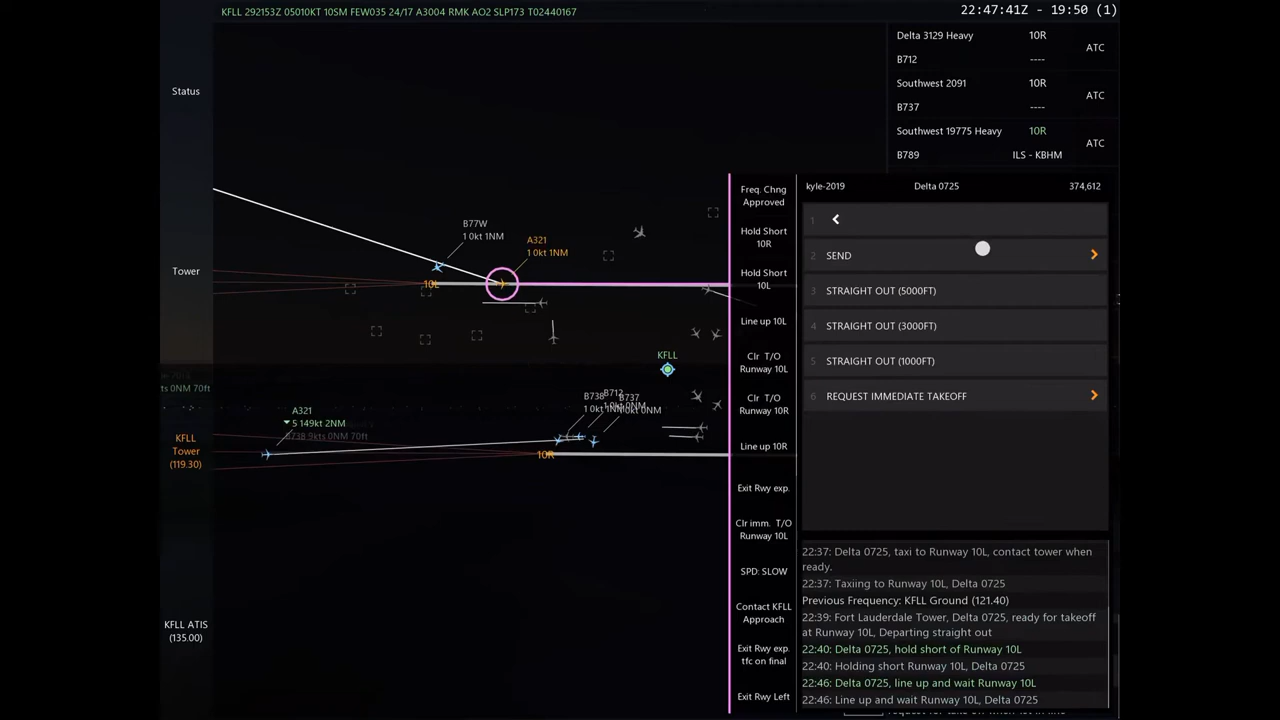 KFLL 292153Z 05010KT 10SM FEW035 24/17 A3004 RMK AO2 SLP173 T02440167
22:47:41Z - 19:50 (1)
Delta 3129 Heavy
10R
ATC
B712
----
Southwest 2091
10R
ATC
B737
----
Southwest 19775 Heavy
10R
ATC
B789
ILS - KBHM
Status
Tower
KFLL
Tower
(119.30)
KFLL ATIS
(135.00)
B77W
1 0kt 1NM
A321
1 0kt 1NM
10L
KFLL
ts 0NM 70ft
A321
S 149kt 2NM
B738 9kts 0NM 70ft
B738
B712
B737
10R
Freq. Chng
Approved
Hold Short
10R
Hold Short
10L
Line up 10L
Clr T/O
Runway 10L
Clr T/O
Runway 10R
Line up 10R
Exit Rwy exp.
Clr imm. T/O
Runway 10L
SPD: SLOW
Contact KFLL
Approach
Exit Rwy exp.
tfc on final
Exit Rwy Left
kyle-2019
Delta 0725
374,612
1
2 SEND
3 STRAIGHT OUT (5000FT)
4 STRAIGHT OUT (3000FT)
5 STRAIGHT OUT (1000FT)
6 REQUEST IMMEDIATE TAKEOFF
22:37: Delta 0725, taxi to Runway 10L, contact tower when
ready.
22:37: Taxiing to Runway 10L, Delta 0725
Previous Frequency: KFLL Ground (121.40)
22:39: Fort Lauderdale Tower, Delta 0725, ready for takeoff
at Runway 10L, Departing straight out
22:40: Delta 0725, hold short of Runway 10L
22:40: Holding short Runway 10L, Delta 0725
22:46: Delta 0725, line up and wait Runway 10L
22:46: Line up and wait Runway 10L, Delta 0725